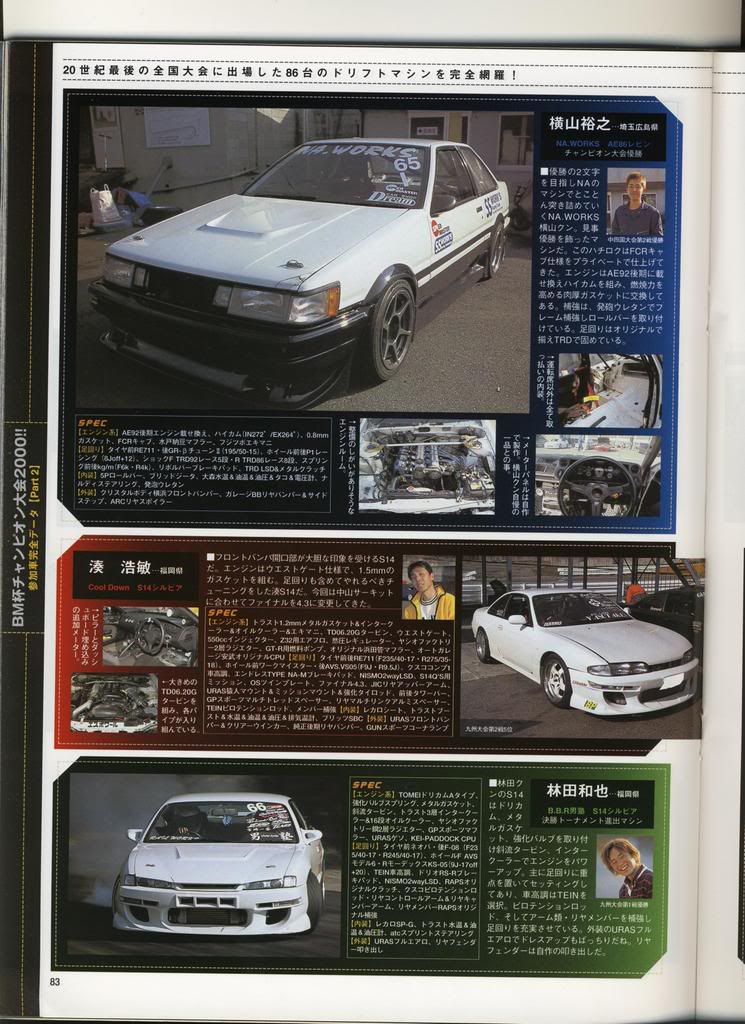 20世紀最後の全国大会に出場した86台のドリフトマシンを完全網羅!
BM杯チャンピオン大会2000!!
参加車完全データ【Part 2】
NA.WORKS
65
Dream
横山裕之…埼玉広島県
NA.WORKS AE86レビン
チャンピオン大会優勝
■優勝の2文字
を目指しNAの
マシンでとこと
ん突き詰めてい
くNA.WORKS
横山クン。見事
優勝を飾ったマ
中四国大会第2戦優勝
シンだ。このハチロクはFCRキャ
ブ仕様をプライベートで仕上げて
きた。エンジンはAE92後期に載
せ換えハイカムを組み、燃焼力を
高める肉厚ガスケットに交換して
ある。補強は、発泡ウレタンでフ
レーム補強しロールバーを取り付
けている。足回りはオリジナルで
揃えTRDで固めている。
→運転席以外は全て取
っ払いの内装。
→メーターパネルは自作
で製作。横山クン自慢の
一品との事。
→整備のしがいがありそうな
エンジンルーム。
SPEC
【エンジン系】AE92後期エンジン載せ換え、ハイカム(IN272°/EX264°)、0.8mm
ガスケット、FCRキャブ、水戸納豆マフラー、フジツボエキマニ
【足回り】タイヤ前RE711・後GR-βチューンⅡ(195/50-15)、ホイール前後P1レー
シング(8Joff+12)、ショックF TRD92レース5段・R TRD86レース8段、スプリン
グ前後kg/m(F6k・R4k)、リボルバーブレーキパッド、TRD LSD&メタルクラッチ
【内装】5Pロールバー、ブリッドジータ、大森水温&油温&油圧&タコ&電圧計、ナ
ルディステアリング、発泡ウレタン
【外装】クリスタルボディ横浜フロントバンパー、ガレージBBリヤバンパー&サイド
ステップ、ARCリヤスポイラー
湊 浩敏…福岡県
Cool Down S14シルビア
■フロントバンパ開口部が大胆な印象を受けるS14
だ。エンジンはウエストゲート仕様で、1.5mmの
ガスケットを組む。足回りも含めてやれるべきチ
ューンをした湊S14だ。今回は中山サーキット
に合わせてファイナルを4.3に変更してきた。
→ピラーとダッシ
ュボード埋め込み
の追加メーター。
←大きめの
TD06.20G
タービンを
組み、各パ
イプが入り
組んでいる。
SPEC
【エンジン系】トラスト1.2mmメタルガスケット&インターク
ーラー&オイルクーラー&エキマニ、TD06.20Gタービン、ウエストゲート、
550ccインジェクター、Z32用エアフロ、燃圧レギュレーター、ヤシオファクトリ
ー2層ラジエター、GT-R用燃料ポンプ、オリジナル浜田管マフラー、オートガレ
ージ安武オリジナルCPU【足回り】タイヤ前後RE711(F235/40-17・R275/35-
18)、ホイール前ワークマイスター・後AVS.VS05(F9J・R9.5J)、クスココンプ1
車高調、エンドレスTYPE NA-Mブレーキパッド、NISMO2wayLSD、S14Q'S用
ミッション、OSツインプレート、ファイナル4.3、JICリヤアッパーアーム、
URAS猿人マウント&ミッションマウント&強化タイロッド、前後タワーバー、
GPスポーツマルチトレッドスペーサー、リヤマルチリンクアルミスペーサー、
TEINピロテンションロッド、メンバー補強【内装】レカロシート、トラストブー
スト&水温&油温&油圧&排気温計、ブリッツSBC【外装】URASフロントバン
パー&クリアーウインカー、純正後期リヤバンパー、GUNスポーツコーナランプ
九州大会第2戦5位
66
男塾
SPEC
【エンジン系】TOMEIドリカムAタイプ、
強化バルブスプリング、メタルガスケット、
斜流タービン、トラスト3層インタークーラ
ー&16段オイルクーラー、ヤシオファク
トリー銅2層ラジエター、GPスポーツマフ
ラー、URASゲソ、KEI-PADDOCK CPU
【足回り】タイヤ前ネオバ・後F-08(F23
5/40-17・R245/40-17)、ホイールF AVS
モデル6・RモーデックスKS-05(9J-17off
+20)、TEIN車高調、ドリオRS-Rブレー
キパッド、NISMO2wayLSD、RAPSオリ
ジナルクラッチ、クスコピロテンションロ
ッド・リヤコントロールアーム&リヤキャ
ンバーアーム、リヤメンバーRAPSオリジ
ナル補強
【内装】レカロSP-G、トラスト水温&油
温&油圧計、atcスプリントステアリング
【外装】URASフルエアロ、リヤフェンダ
ー叩き出し
■林田ク
ンのS14
はドリカ
ム、メタ
ルガスケ
ット、強化バルブを取り付
け斜流タービン、インター
クーラーでエンジンをパワ
ーアップ。主に足回りに重
点を置いてセッティングし
てあり、車高調はTEINを
選択。ピロテンションロッ
ド、そしてアーム類・リヤメンバーを補強し
足回りを充実させている。外装のURASフル
エアロでドレスアップもばっちりだね。リヤ
フェンダーは自作の叩き出しだ。
林田和也…福岡県
B.B.R男塾 S14シルビア
決勝トーナメント進出マシン
九州大会第1戦優勝
83